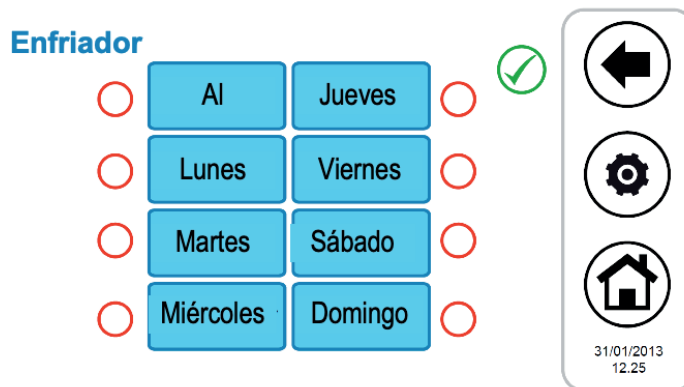 Enfriador
Al Jueves
Lunes Viernes
Martes Sábado
Miércoles Domingo
31/01/2013
12.25